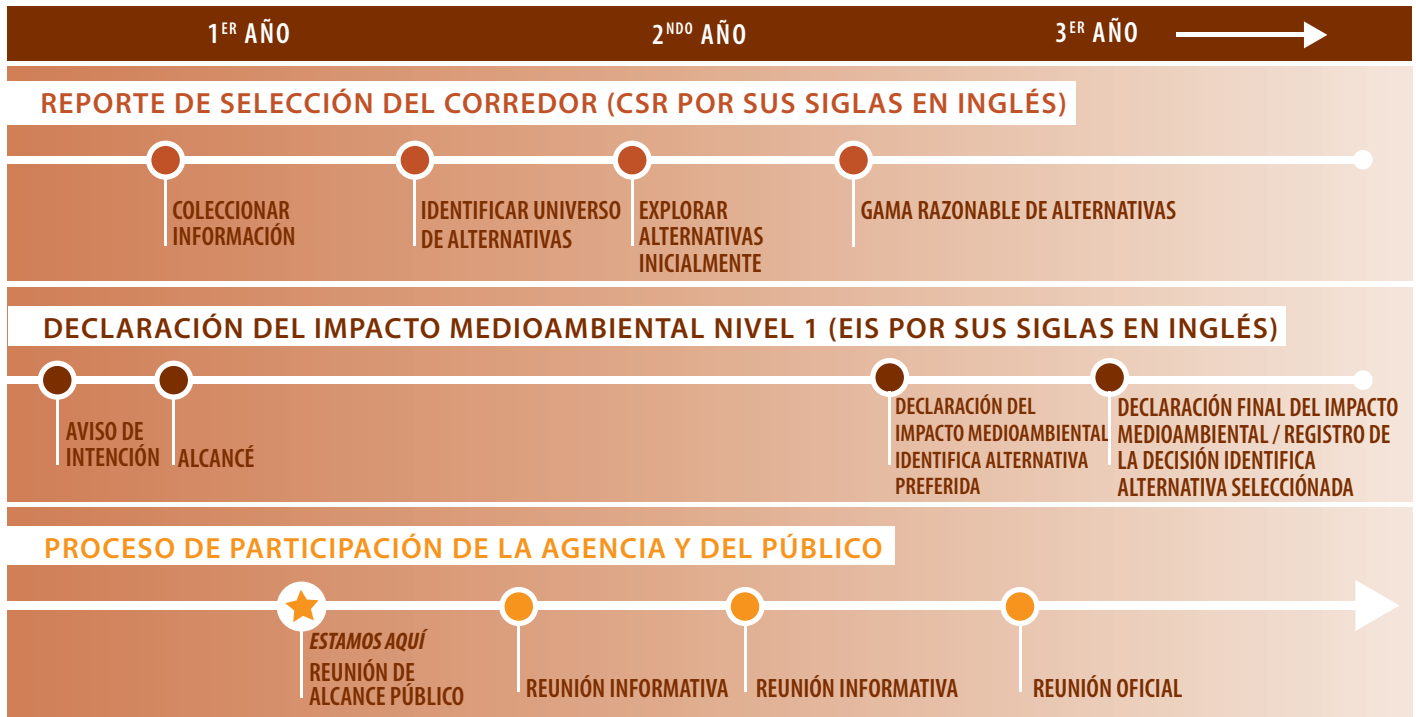 1ER AÑO 2NDO AÑO 3ER AÑO
REPORTE DE SELECCIÓN DEL CORREDOR (CSR POR SUS SIGLAS EN INGLÉS)
COLECCIONAR
INFORMACIÓN
IDENTIFICAR UNIVERSO
DE ALTERNATIVAS
EXPLORAR
ALTERNATIVAS
INICIALMENTE
GAMA RAZONABLE DE ALTERNATIVAS
DECLARACIÓN DEL IMPACTO MEDIOAMBIENTAL NIVEL 1 (EIS POR SUS SIGLAS EN INGLÉS)
AVISO DE
INTENCIÓN
ALCANCÉ
DECLARACIÓN DEL
IMPACTO MEDIOAMBIENTAL
IDENTIFICA ALTERNATIVA
PREFERIDA
DECLARACIÓN FINAL DEL IMPACTO
MEDIOAMBIENTAL / REGISTRO DE
LA DECISIÓN IDENTIFICA
ALTERNATIVA SELECCIÓNADA
PROCESO DE PARTICIPACIÓN DE LA AGENCIA Y DEL PÚBLICO
ESTAMOS AQUÍ
REUNIÓN DE
ALCANCE PÚBLICO
REUNIÓN INFORMATIVA
REUNIÓN INFORMATIVA
REUNIÓN OFICIAL